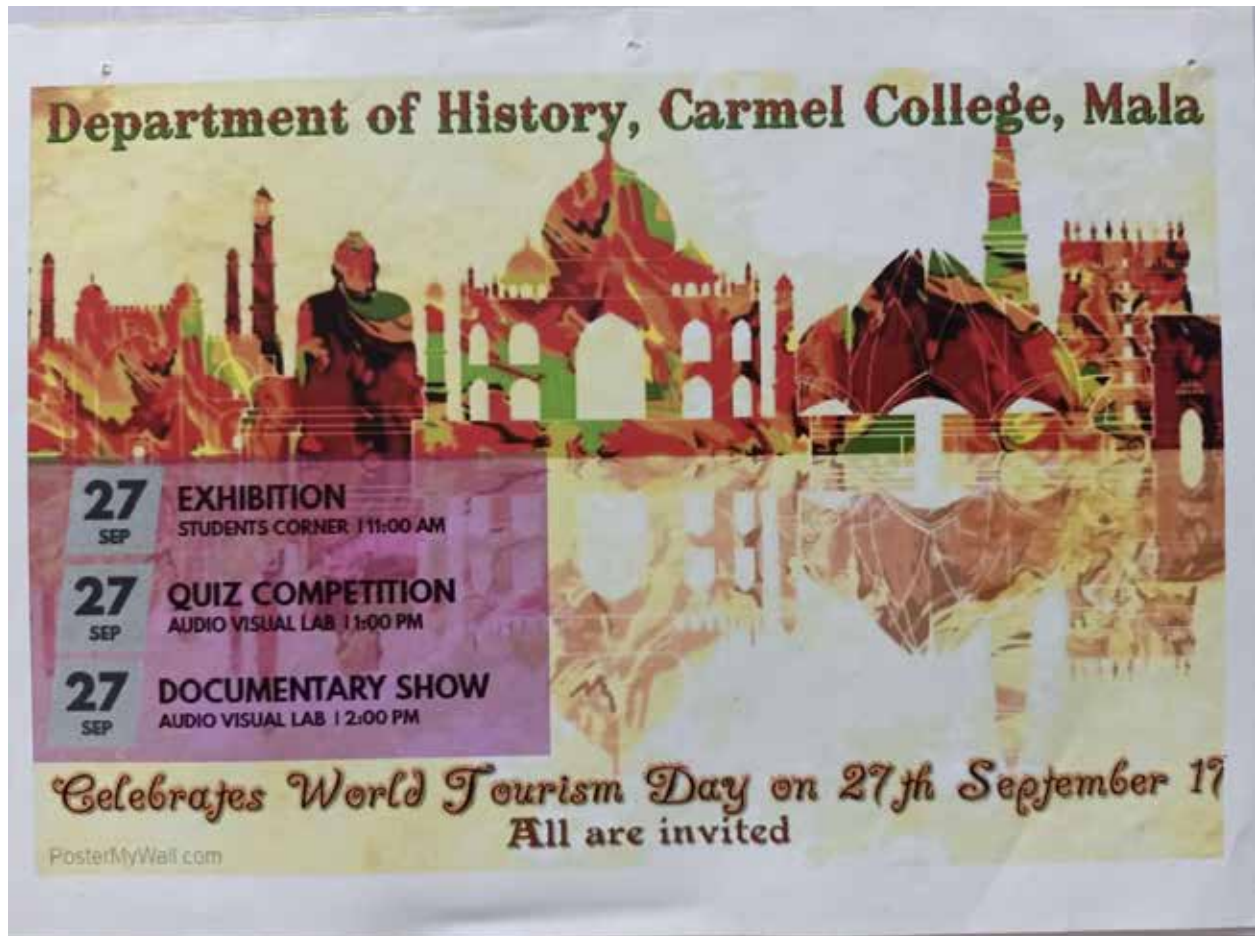 Department of History, Carmel College, Mala
27
SEP
EXHIBITION
STUDENTS CORNER | 11:00 AM
27
SEP
QUIZ COMPETITION
AUDIO VISUAL LAB | 1:00 PM
27
SEP
DOCUMENTARY SHOW
AUDIO VISUAL LAB | 2:00 PM
Celebrates World Tourism Day on 27th September 17
All are invited
PosterMyWall.com